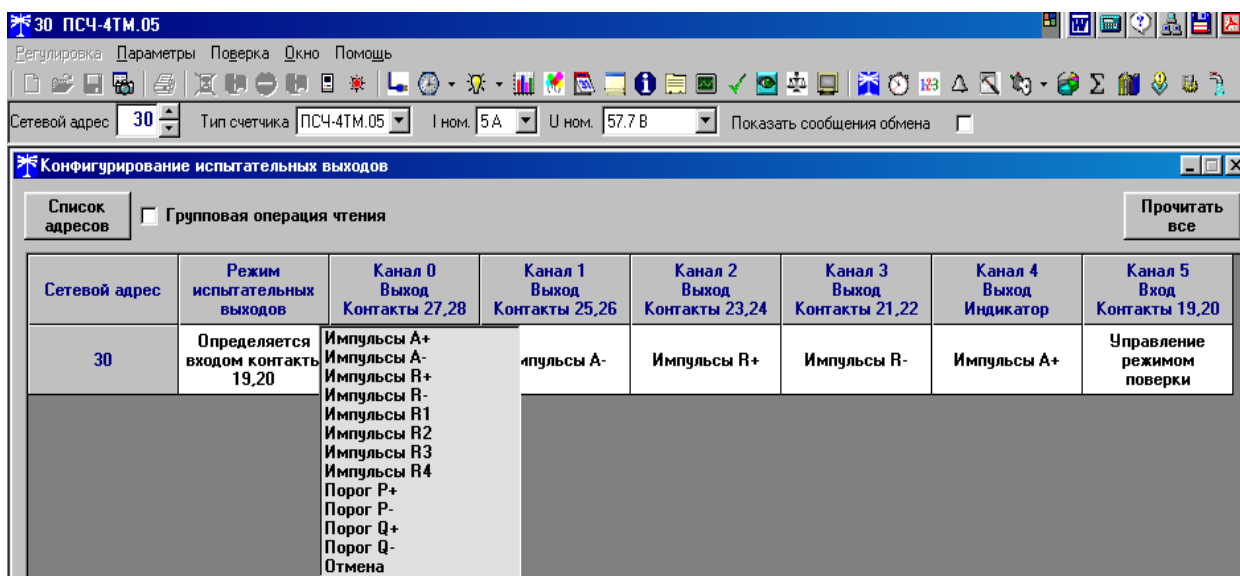 30 ПСЧ-4ТМ.05
Регулировка Параметры Поверка Окно Помощь
Сетевой адрес 30 Тип счетчика ПСЧ-4ТМ.05 I ном. 5 А U ном. 57.7 В Показать сообщения обмена
Конфигурирование испытательных выходов
Список адресов
Групповая операция чтения
Прочитать все
Сетевой адрес
Режим испытательных выходов
Канал 0 Выход Контакты 27,28
Канал 1 Выход Контакты 25,26
Канал 2 Выход Контакты 23,24
Канал 3 Выход Контакты 21,22
Канал 4 Выход Индикатор
Канал 5 Вход Контакты 19,20
30
Определяется входом контакть 19,20
Импульсы A+
Импульсы A-
Импульсы R+
Импульсы R-
Импульсы R1
Импульсы R2
Импульсы R3
Импульсы R4
Порог P+
Порог P-
Порог Q+
Порог Q-
Отмена
мпульсы A-
Импульсы R+
Импульсы R-
Импульсы A+
Управление режимом поверки